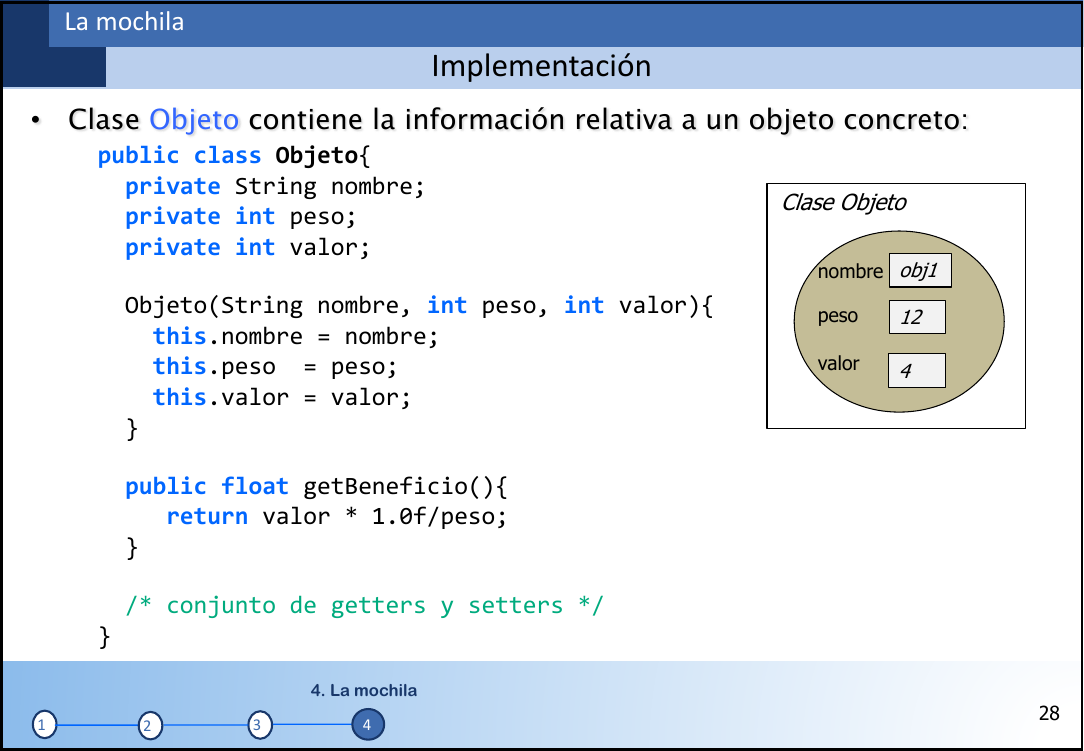 La mochila
Implementación
• Clase Objeto contiene la información relativa a un objeto concreto:
public class Objeto{
private String nombre;
private int peso;
private int valor;
Objeto(String nombre, int peso, int valor){
this.nombre = nombre;
this.peso  = peso;
this.valor = valor;
}
public float getBeneficio(){
return valor * 1.0f/peso;
}
/* conjunto de getters y setters */
}
Clase Objeto
nombre obj1
peso 12
valor 4
4. La mochila
1 2 3 4
28